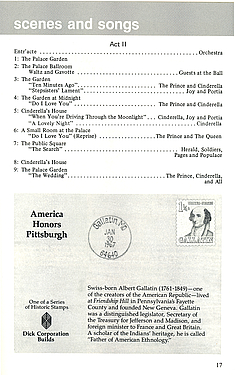 scenes and songs
Act II
Entr'acte Orchestra
1: The Palace Garden
2: The Palace Ballroom
Waltz and Gavotte Guests at the Ball
3: The Garden
"Ten Minutes Ago" The Prince and Cinderella
"Stepsisters' Lament" Joy and Portia
4: The Garden at Midnight
"Do I Love You" The Prince and Cinderella
5: Cinderella's House
"When You're Driving Through the Moonlight" Cinderella, Joy and Portia
"A Lovely Night" Cinderella
6: A Small Room at the Palace
"Do I Love You" (Reprise) The Prince and The Queen
7: The Public Square
"The Search" Herald, Soldiers,
Pages and Populace
8: Cinderella's House
9: The Palace Garden
"The Wedding" The Prince, Cinderella,
and All
America
Honors
Pittsburgh
Gallatin
JAN
30
1967
64640
1¼¢
GALLATIN
One of a Series
of Historic Stamps
Dick Corporation
Builds
Swiss-born Albert Gallatin (1761-1849)—one
of the creators of the American Republic—lived
at Friendship Hill in Pennsylvania's Fayette
County and founded New Geneva. Gallatin
was a distinguished legislator, Secretary of
the Treasury for Jefferson and Madison, and
foreign minister to France and Great Britain.
A scholar of the Indians' heritage, he is called
"Father of American Ethnology."
17